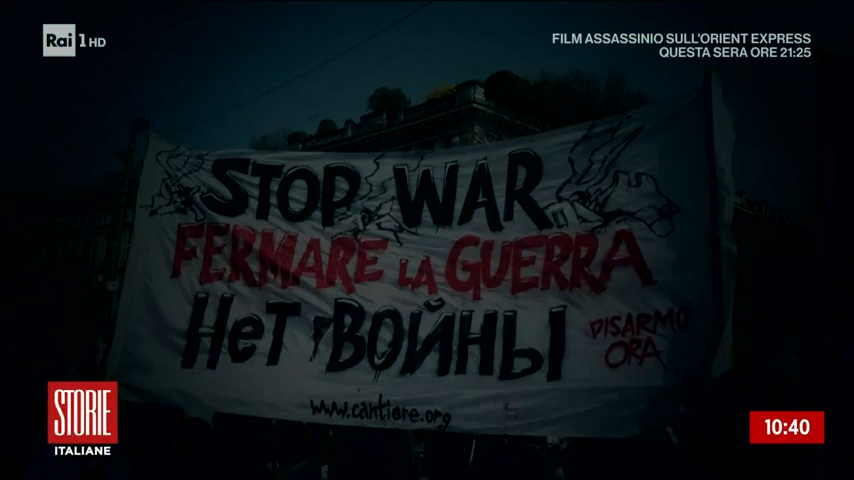 Rai 1 HD
FILM ASSASSINIO SULL'ORIENT EXPRESS
QUESTA SERA ORE 21:25
STOP WAR
FERMARE LA GUERRA
НеТ ВОЙНЫ
DISARMO
ORA
www.cantiere.org
STORIE
ITALIANE
10:40